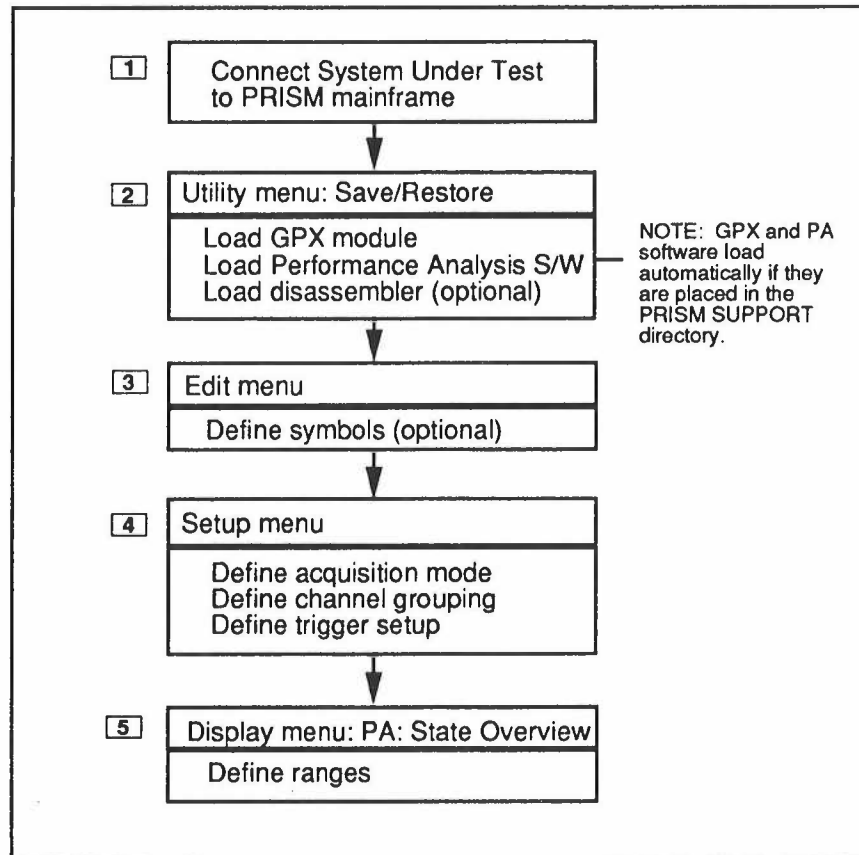 1
Connect System Under Test
to PRISM mainframe
2
Utility menu: Save/Restore
Load GPX module
Load Performance Analysis S/W
Load disassembler (optional)
NOTE: GPX and PA
software load
automatically if they
are placed in the
PRISM SUPPORT
directory.
3
Edit menu
Define symbols (optional)
4
Setup menu
Define acquisition mode
Define channel grouping
Define trigger setup
5
Display menu: PA: State Overview
Define ranges